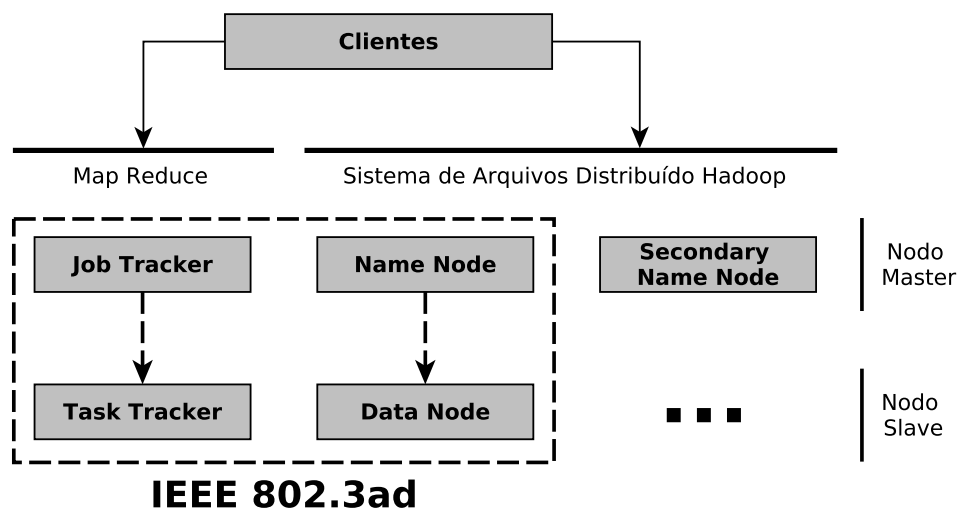 Clientes
Map Reduce
Sistema de Arquivos Distribuído Hadoop
Job Tracker
Name Node
Secondary
Name Node
Nodo
Master
Task Tracker
Data Node
Nodo
Slave
IEEE 802.3ad